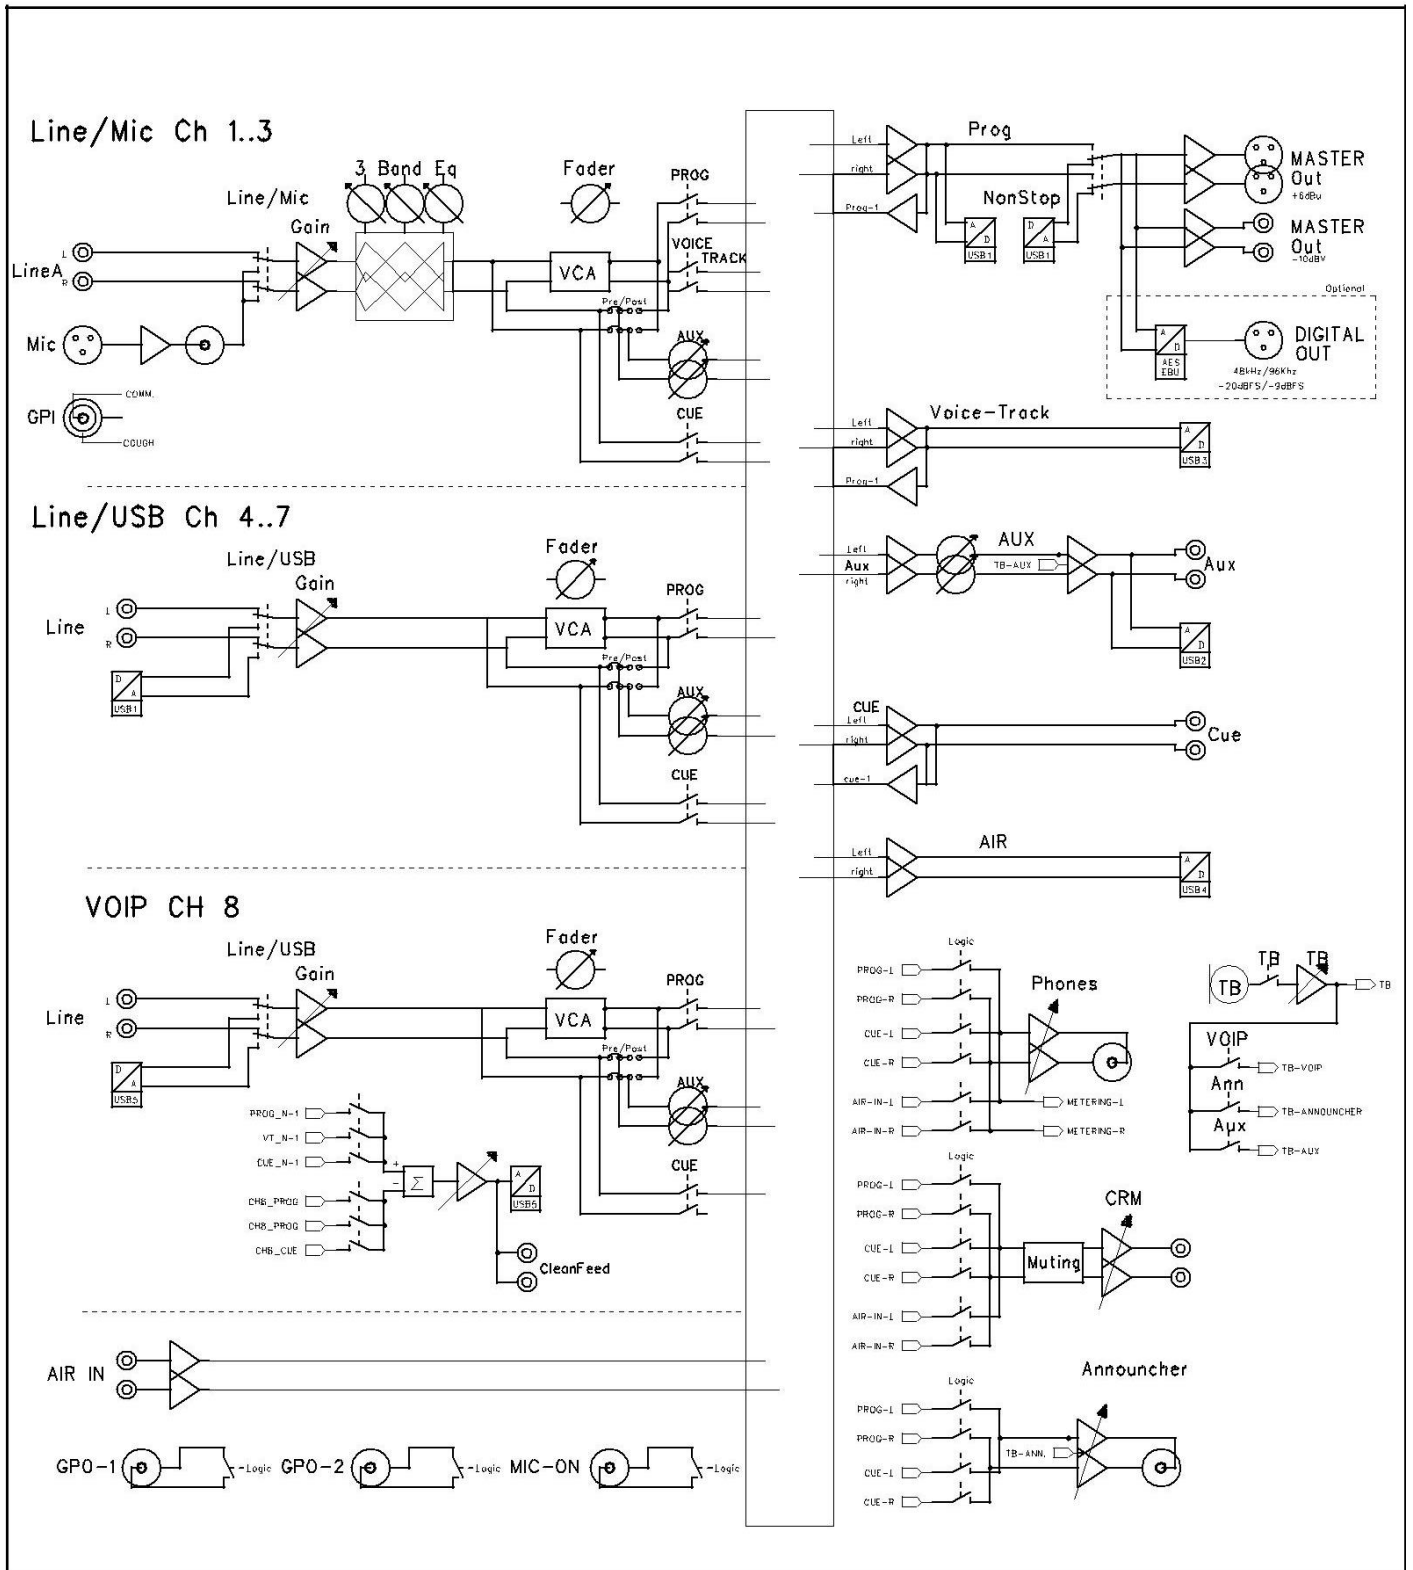 Line/Mic Ch 1..3
3 Band Eq
Fader
PROG
Line/Mic
Gain
VOICE
TRACK
LineA
L
R
VCA
Pre/Post
Mic
AUX
COMM.
GPI
COUGH
CUE
Line/USB Ch 4..7
Line/USB
Fader
Gain
PROG
L
Line
R
VCA
Pre/Post
D
A
USB1
AUX
CUE
VOIP CH 8
Line/USB
Fader
Gain
PROG
L
Line
R
VCA
Pre/Post
D
A
USB5
AUX
PROG_N-1
VT_N-1
CUE_N-1
+
-
Σ
A
D
USB5
CH8_PROG
CH8_PROG
CH8_CUE
CUE
CleanFeed
AIR IN
GPO-1
Logic
GPO-2
Logic
MIC-ON
Logic
Left
Prog
right
Prog-1
NonStop
A
D
USB1
D
A
USB1
MASTER
Out
+6dBu
MASTER
Out
-10dBV
Optional
A
D
AES
EBU
DIGITAL
OUT
48kHz/96Khz
-20dBFS/-9dBFS
Voice-Track
Left
right
Prog-1
A
D
USB3
AUX
Left
Aux
right
TB-AUX
Aux
A
D
USB2
CUE
Left
right
cue-1
Cue
AIR
Left
right
A
D
USB4
Logic
PROG-L
PROG-R
CUE-L
CUE-R
AIR-IN-L
AIR-IN-R
Phones
METERING-L
METERING-R
TB
TB
TB
TB
VOIP
TB-VOIP
Ann
TB-ANNOUNCHER
Aux
TB-AUX
Logic
PROG-L
PROG-R
CUE-L
CUE-R
AIR-IN-L
AIR-IN-R
Muting
CRM
Announcher
Logic
PROG-L
PROG-R
TB-ANN.
CUE-L
CUE-R